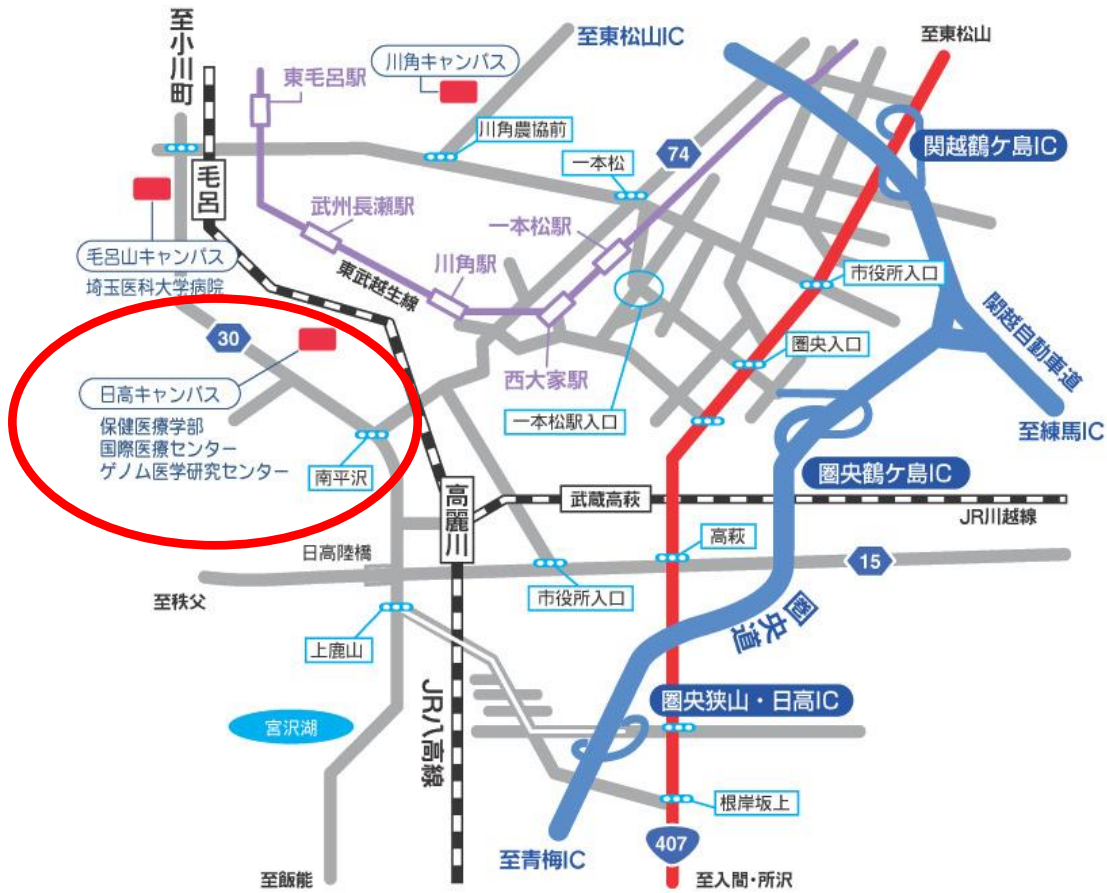 至小川町
至東松山IC
至東松山
川角キャンパス
東毛呂駅
川角農協前
関越鶴ケ島IC
一本松
74
毛呂
武州長瀬駅
一本松駅
毛呂山キャンパス
埼玉医科大学病院
川角駅
東武越生線
市役所入口
関越自動車道
30
圏央入口
日高キャンパス
西大家駅
保健医療学部
国際医療センター
ゲノム医学研究センター
一本松駅入口
至練馬IC
南平沢
圏央鶴ケ島IC
高麗川
武蔵高萩
JR川越線
高萩
日高陸橋
15
至秩父
市役所入口
圏央道
上鹿山
圏央狭山・日高IC
宮沢湖
JR八高線
根岸坂上
407
至青梅IC
至飯能
至入間・所沢